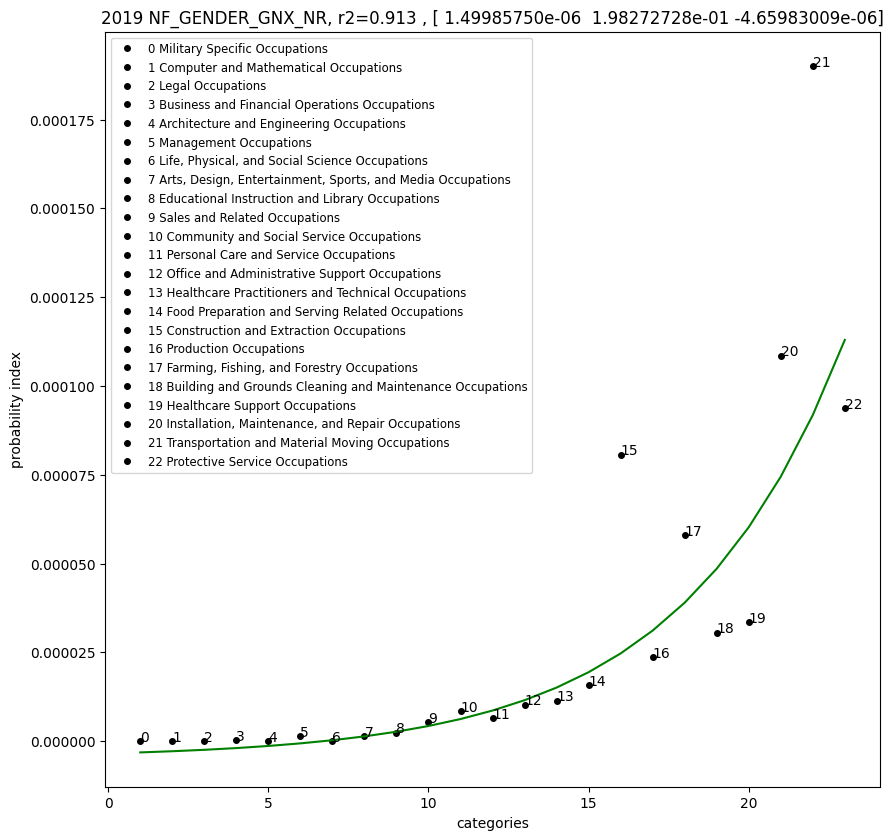 2019 NF_GENDER_GNX_NR, r2=0.913 , [ 1.49985750e-06  1.98272728e-01 -4.65983009e-06]
0 Military Specific Occupations
1 Computer and Mathematical Occupations
2 Legal Occupations
3 Business and Financial Operations Occupations
4 Architecture and Engineering Occupations
5 Management Occupations
6 Life, Physical, and Social Science Occupations
7 Arts, Design, Entertainment, Sports, and Media Occupations
8 Educational Instruction and Library Occupations
9 Sales and Related Occupations
10 Community and Social Service Occupations
11 Personal Care and Service Occupations
12 Office and Administrative Support Occupations
13 Healthcare Practitioners and Technical Occupations
14 Food Preparation and Serving Related Occupations
15 Construction and Extraction Occupations
16 Production Occupations
17 Farming, Fishing, and Forestry Occupations
18 Building and Grounds Cleaning and Maintenance Occupations
19 Healthcare Support Occupations
20 Installation, Maintenance, and Repair Occupations
21 Transportation and Material Moving Occupations
22 Protective Service Occupations
probability index
0.000175
0.000150
0.000125
0.000100
0.000075
0.000050
0.000025
0.000000
0
1
2
3
4
5
6
7
8
9
10
11
12
13
14
15
16
17
18
19
20
21
22
0 5 10 15 20
categories